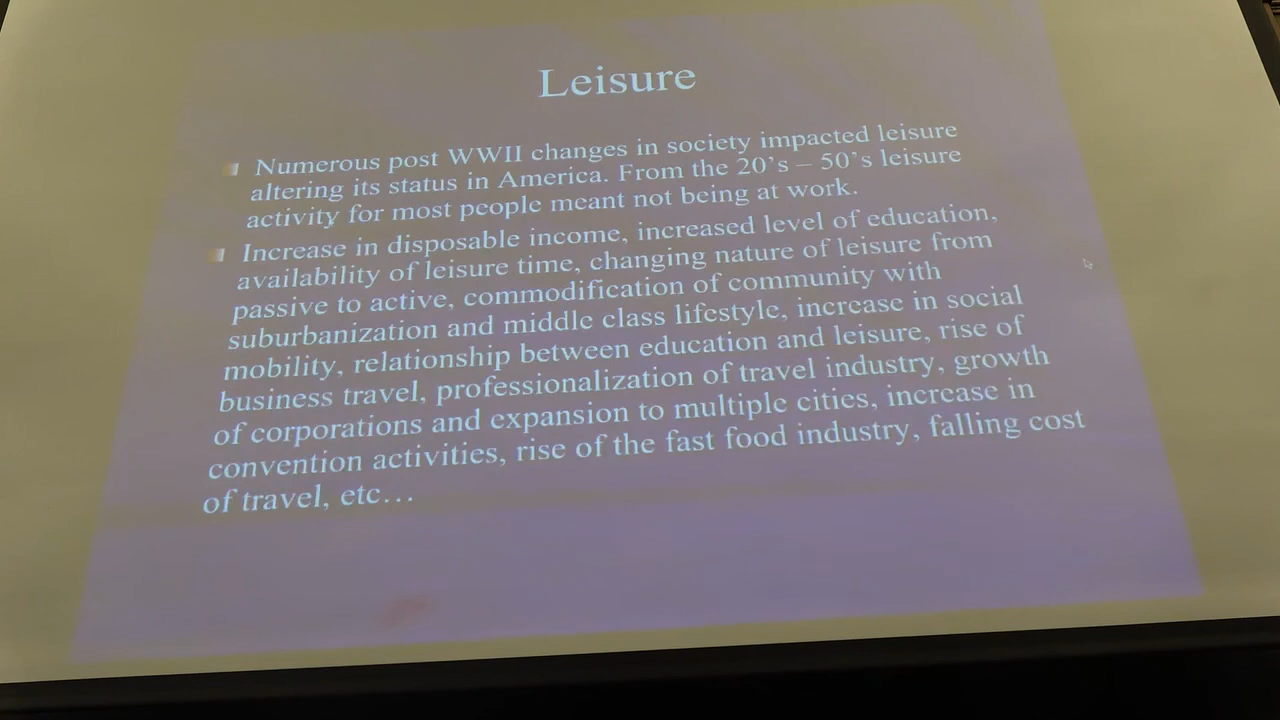 Leisure
Numerous post WWII changes in society impacted leisure
altering its status in America. From the 20's – 50's leisure
activity for most people meant not being at work.
Increase in disposable income, increased level of education,
availability of leisure time, changing nature of leisure from
passive to active, commodification of community with
suburbanization and middle class lifestyle, increase in social
mobility, relationship between education and leisure, rise of
business travel, professionalization of travel industry, growth
of corporations and expansion to multiple cities, increase in
convention activities, rise of the fast food industry, falling cost
of travel, etc…